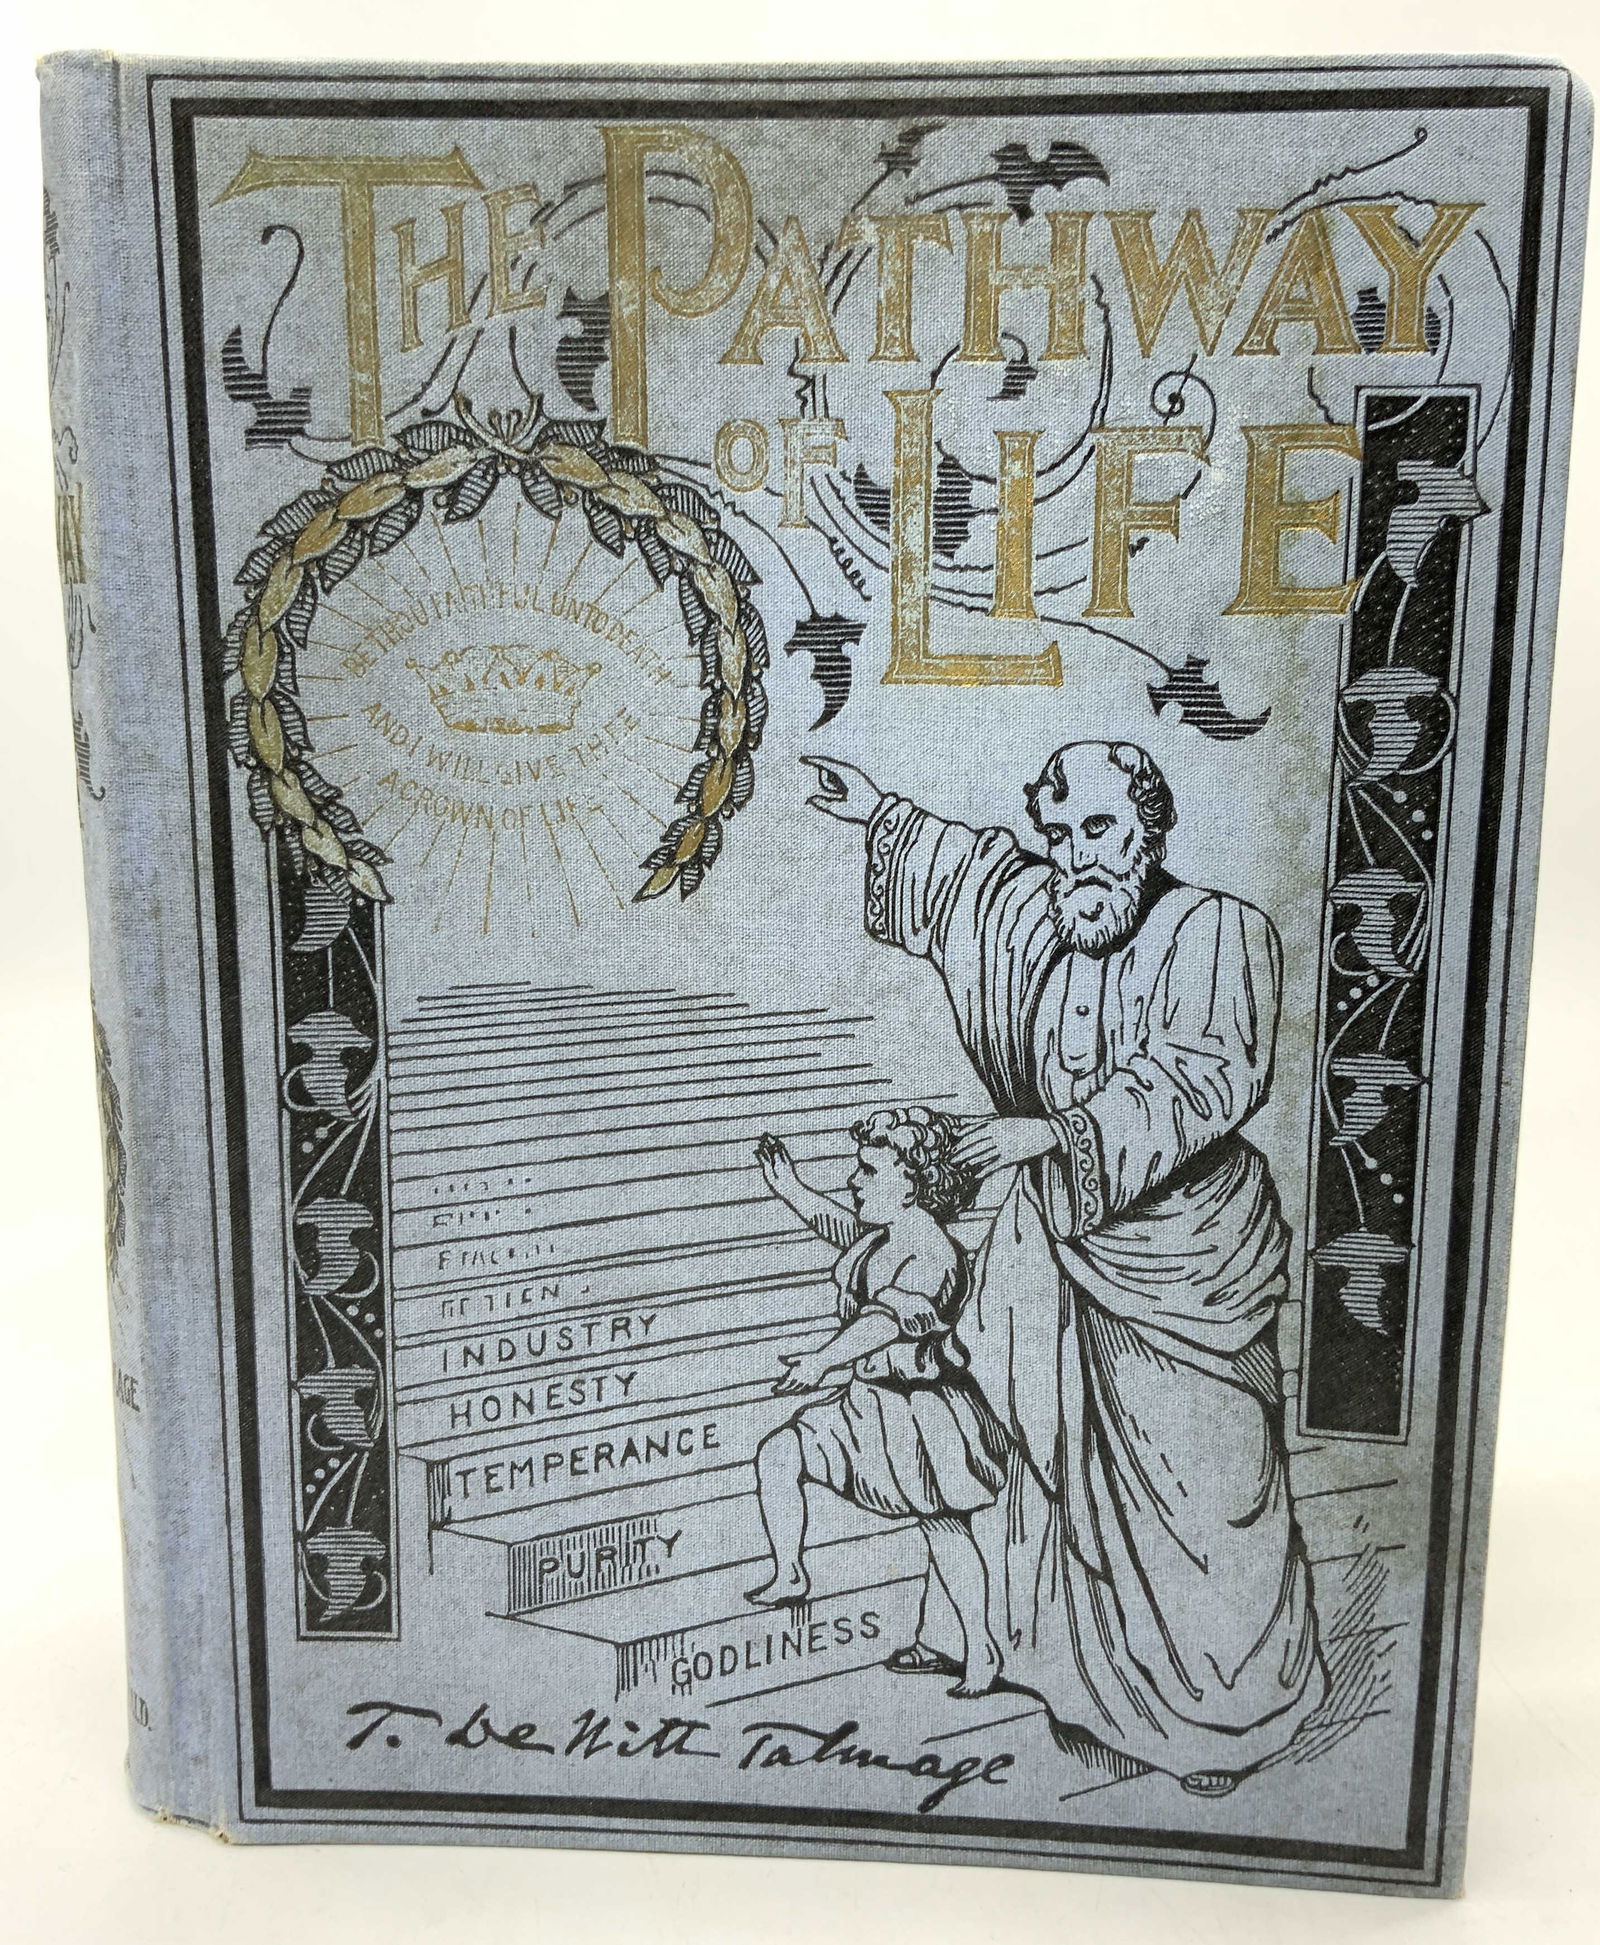 THE PATHWAY
OF LIFE
BE THOU FAITHFUL UNTO DEATH
AND I WILL GIVE THEE
A CROWN OF LIFE
INDUSTRY
HONESTY
TEMPERANCE
PURITY
GODLINESS
T. De Witt Talmage